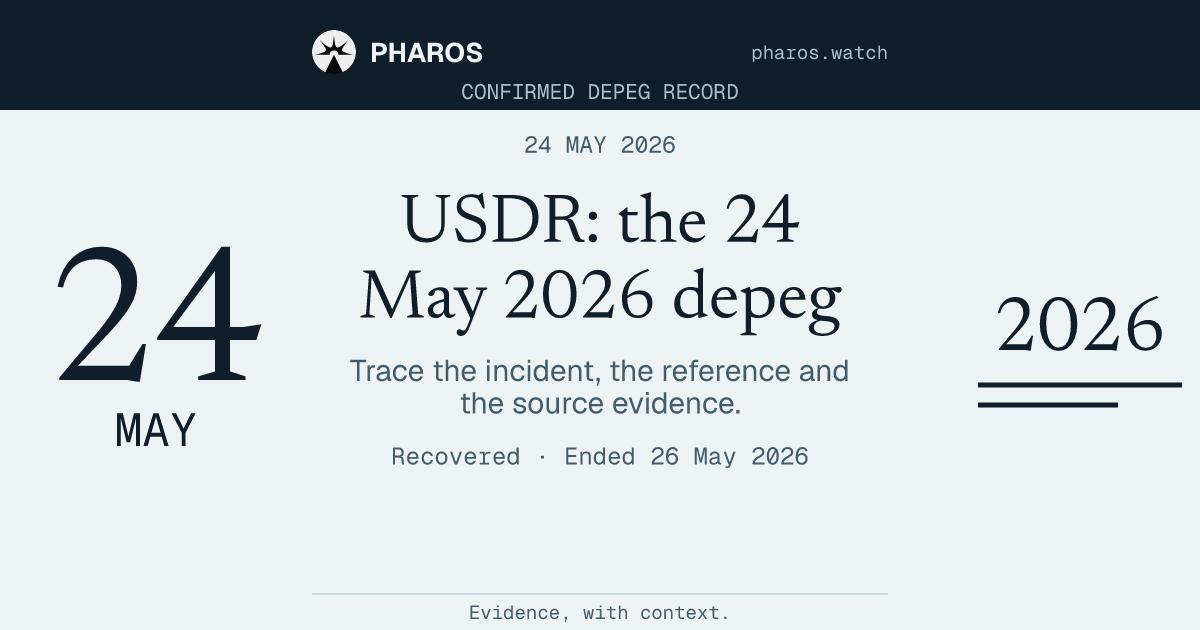 PHAROS
pharos.watch
CONFIRMED DEPEG RECORD
24 MAY 2026
USDR: the 24
May 2026 depeg
24
MAY
2026
Trace the incident, the reference and
the source evidence.
Recovered · Ended 26 May 2026
Evidence, with context.